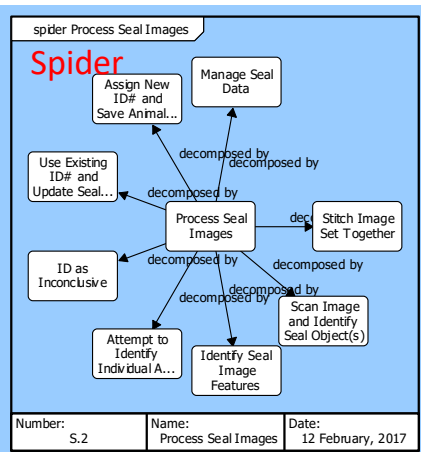 spider Process Seal Images
Spider
Assign New
ID# and
Save Animal...
Manage Seal
Data
decomposed by
decomposed by
Use Existing
ID# and
Update Seal...
decomposed by
Process Seal
Images
Stitch Image
Set Together
ID as
Inconclusive
decomposed by
decomposed by
decomposed by
decomposed by
Scan Image
and Identify
Seal Object(s)
Attempt to
Identify
Individual A...
Identify Seal
Image
Features
Number:
S.2
Name:
Process Seal Images
Date:
12 February, 2017